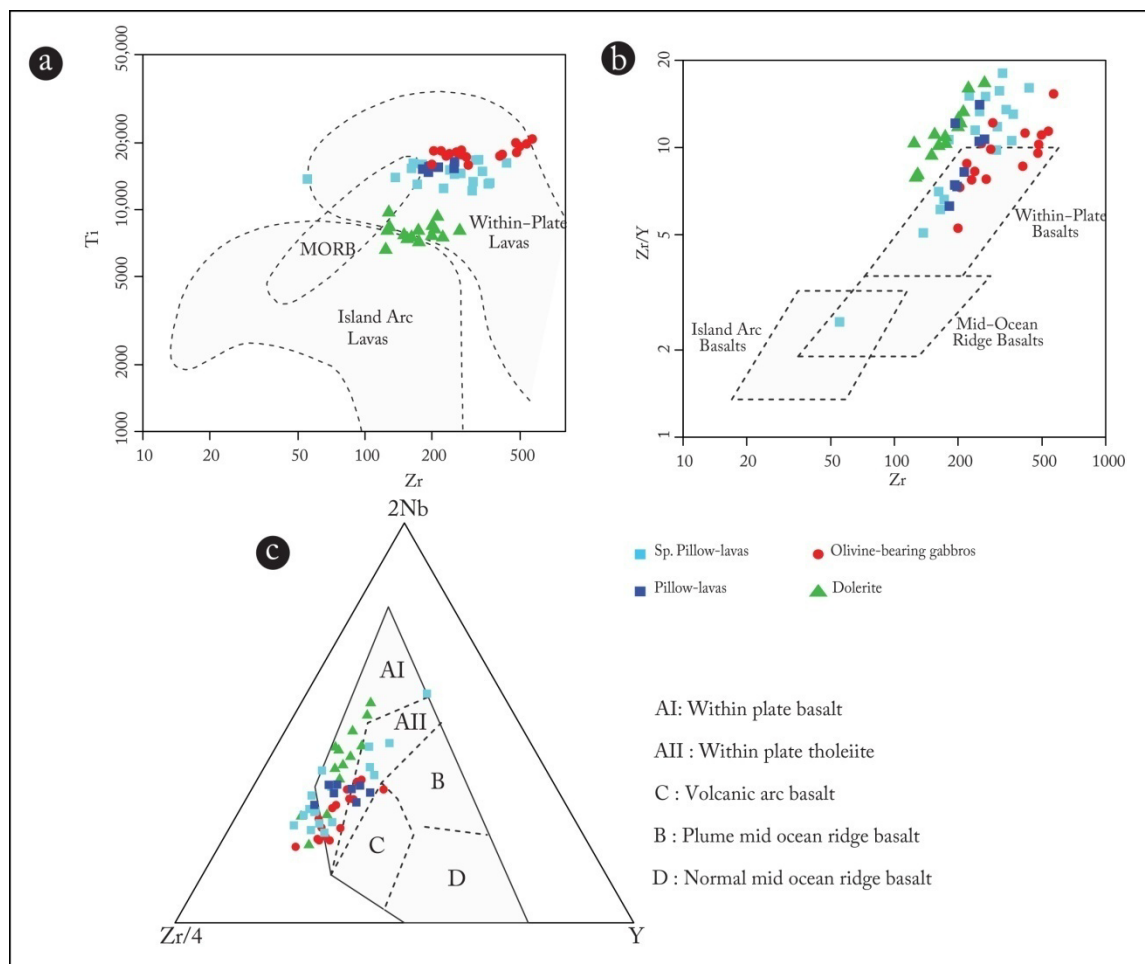 a
50,000
20,000
10,000
5000
2000
1000
Ti
10
20
50
100
200
500
Zr
MORB
Within–Plate
Lavas
Island Arc
Lavas
b
20
10
5
2
1
Zr/Y
10
20
50
100
200
500
1000
Zr
Within–Plate
Basalts
Island Arc
Basalts
Mid–Ocean
Ridge Basalts
c
2Nb
Zr/4
Y
AI
AII
B
C
D
Sp. Pillow-lavas
Olivine-bearing gabbros
Pillow-lavas
Dolerite
AI: Within plate basalt
AII : Within plate tholeiite
C : Volcanic arc basalt
B : Plume mid ocean ridge basalt
D : Normal mid ocean ridge basalt